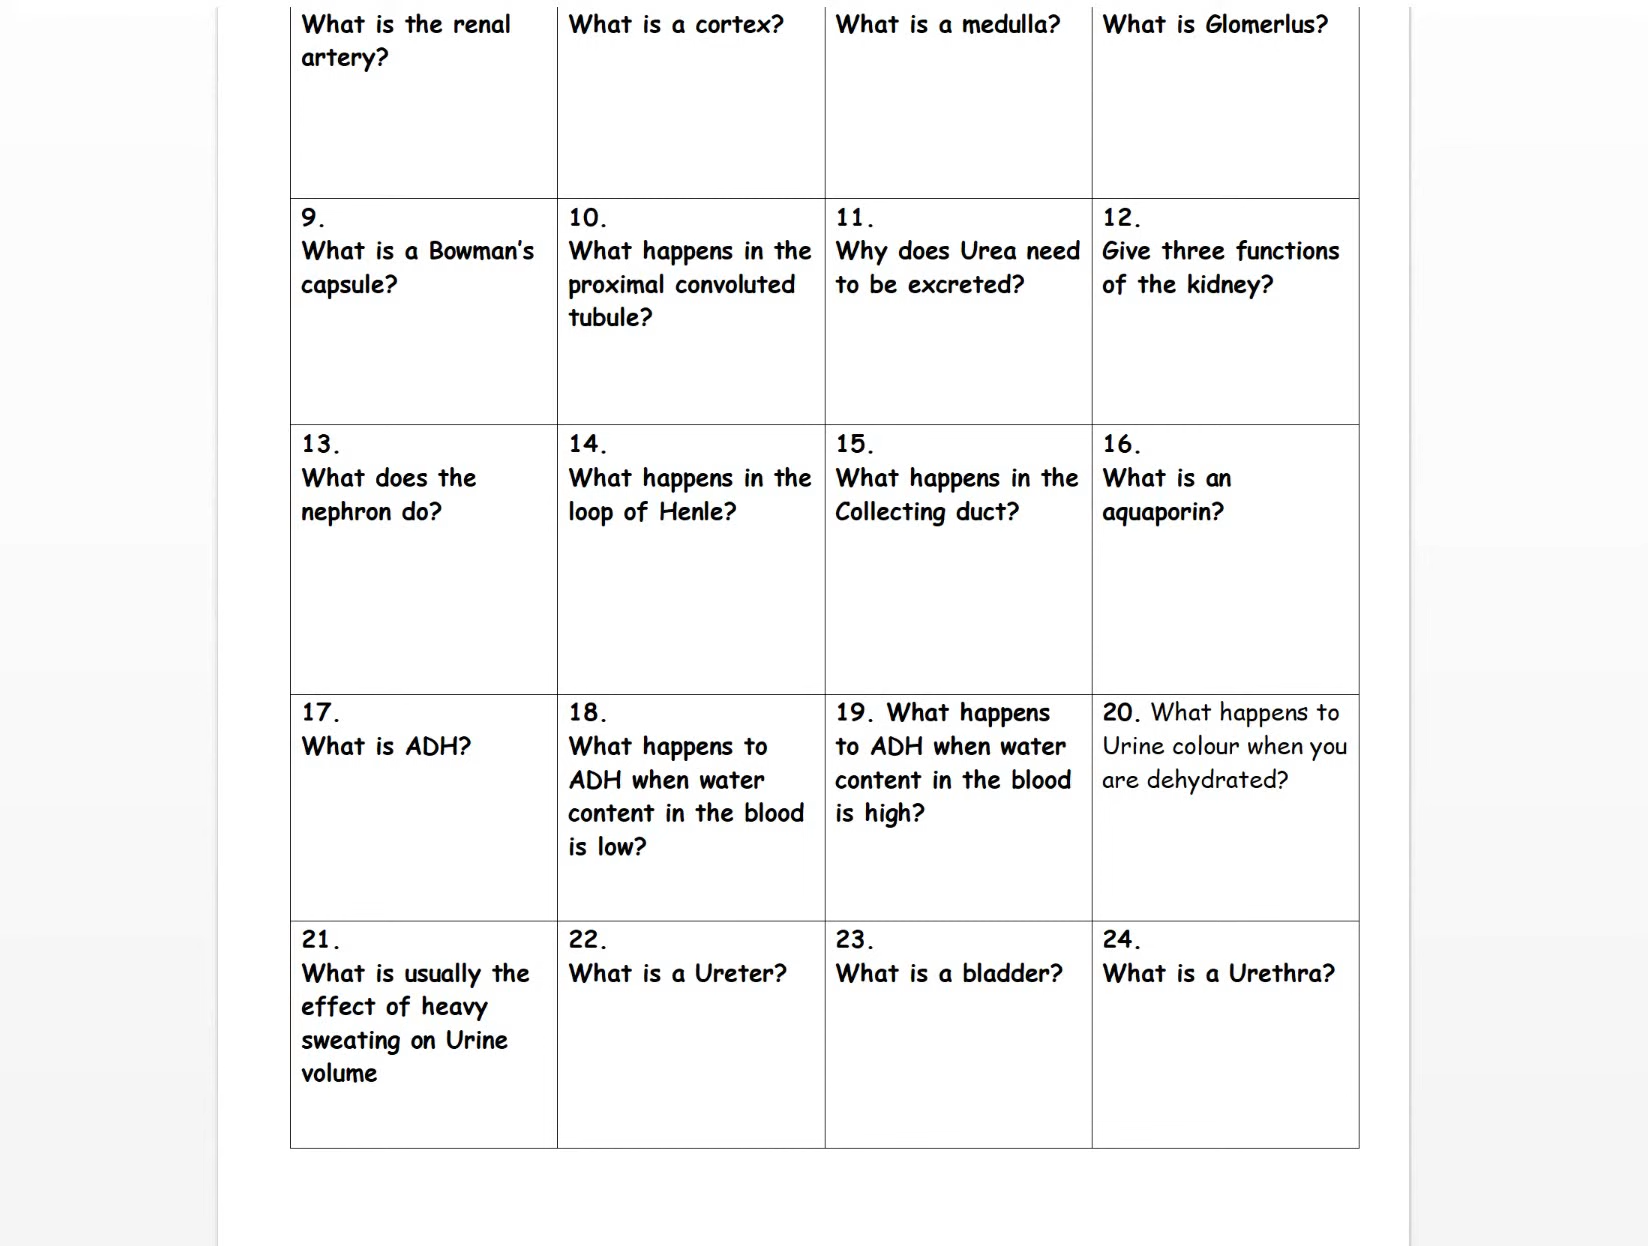 What is the renal
artery?
What is a cortex?
What is a medulla?
What is Glomerlus?
9.
What is a Bowman's
capsule?
10.
What happens in the
proximal convoluted
tubule?
11.
Why does Urea need
to be excreted?
12.
Give three functions
of the kidney?
13.
What does the
nephron do?
14.
What happens in the
loop of Henle?
15.
What happens in the
Collecting duct?
16.
What is an
aquaporin?
17.
What is ADH?
18.
What happens to
ADH when water
content in the blood
is low?
19. What happens
to ADH when water
content in the blood
is high?
20. What happens to
Urine colour when you
are dehydrated?
21.
What is usually the
effect of heavy
sweating on Urine
volume
22.
What is a Ureter?
23.
What is a bladder?
24.
What is a Urethra?